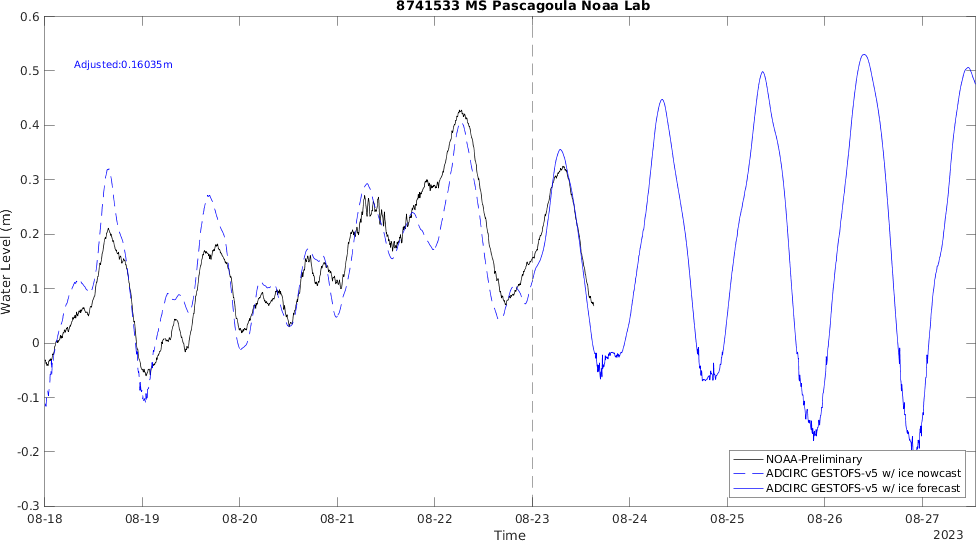 8741533 MS Pascagoula Noaa Lab
Adjusted:0.16035m
Water Level (m)
0.6
0.5
0.4
0.3
0.2
0.1
0
-0.1
-0.2
-0.3
NOAA-Preliminary
ADCIRC GESTOFS-v5 w/ ice nowcast
ADCIRC GESTOFS-v5 w/ ice forecast
08-18 08-19 08-20 08-21 08-22 08-23 08-24 08-25 08-26 08-27
Time
2023